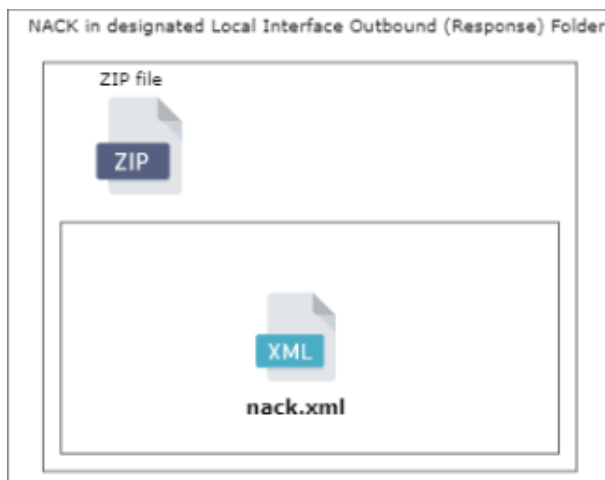 NACK in designated Local Interface Outbound (Response) Folder
ZIP file
ZIP
XML
nack.xml